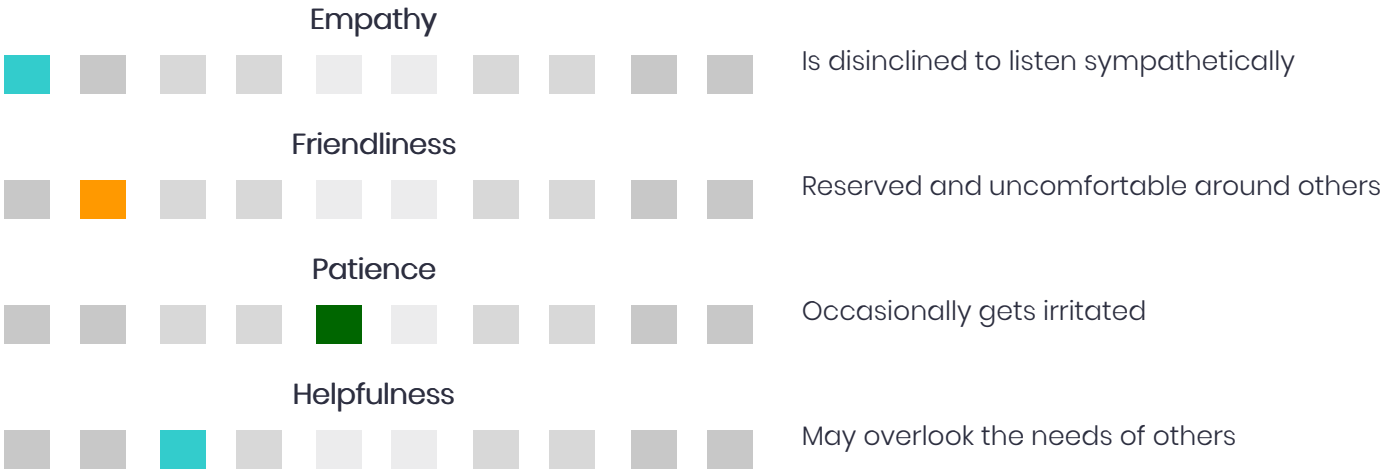 Empathy
Is disinclined to listen sympathetically
Friendliness
Reserved and uncomfortable around others
Patience
Occasionally gets irritated
Helpfulness
May overlook the needs of others